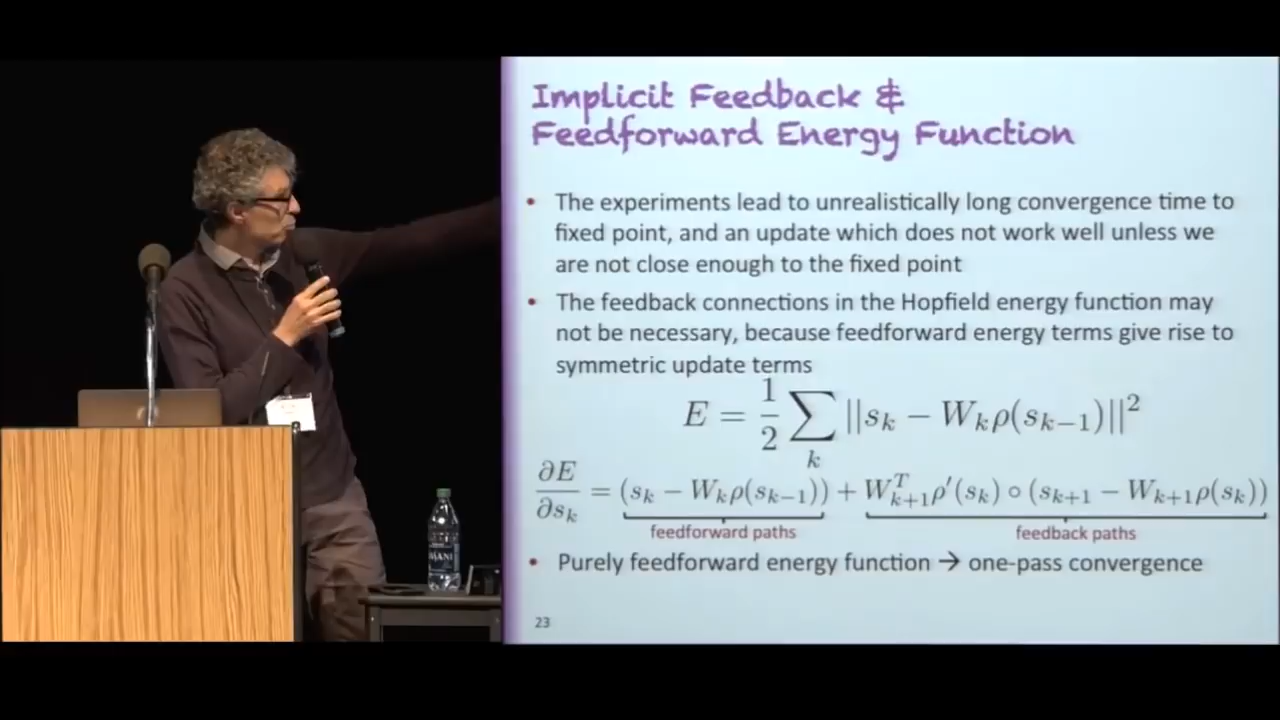 Implicit Feedback &
Feedforward Energy Function
• The experiments lead to unrealistically long convergence time to
fixed point, and an update which does not work well unless we
are not close enough to the fixed point
• The feedback connections in the Hopfield energy function may
not be necessary, because feedforward energy terms give rise to
symmetric update terms
E = \frac{1}{2} \sum_k ||s_k − W_k ρ(s_{k−1})||^2
\frac{∂E}{∂s_k} = (s_k − W_k ρ(s_{k−1})) + W_{k+1}^T ρ′(s_k) ∘ (s_{k+1} − W_{k+1} ρ(s_k))
feedforward paths feedback paths
• Purely feedforward energy function → one-pass convergence
23